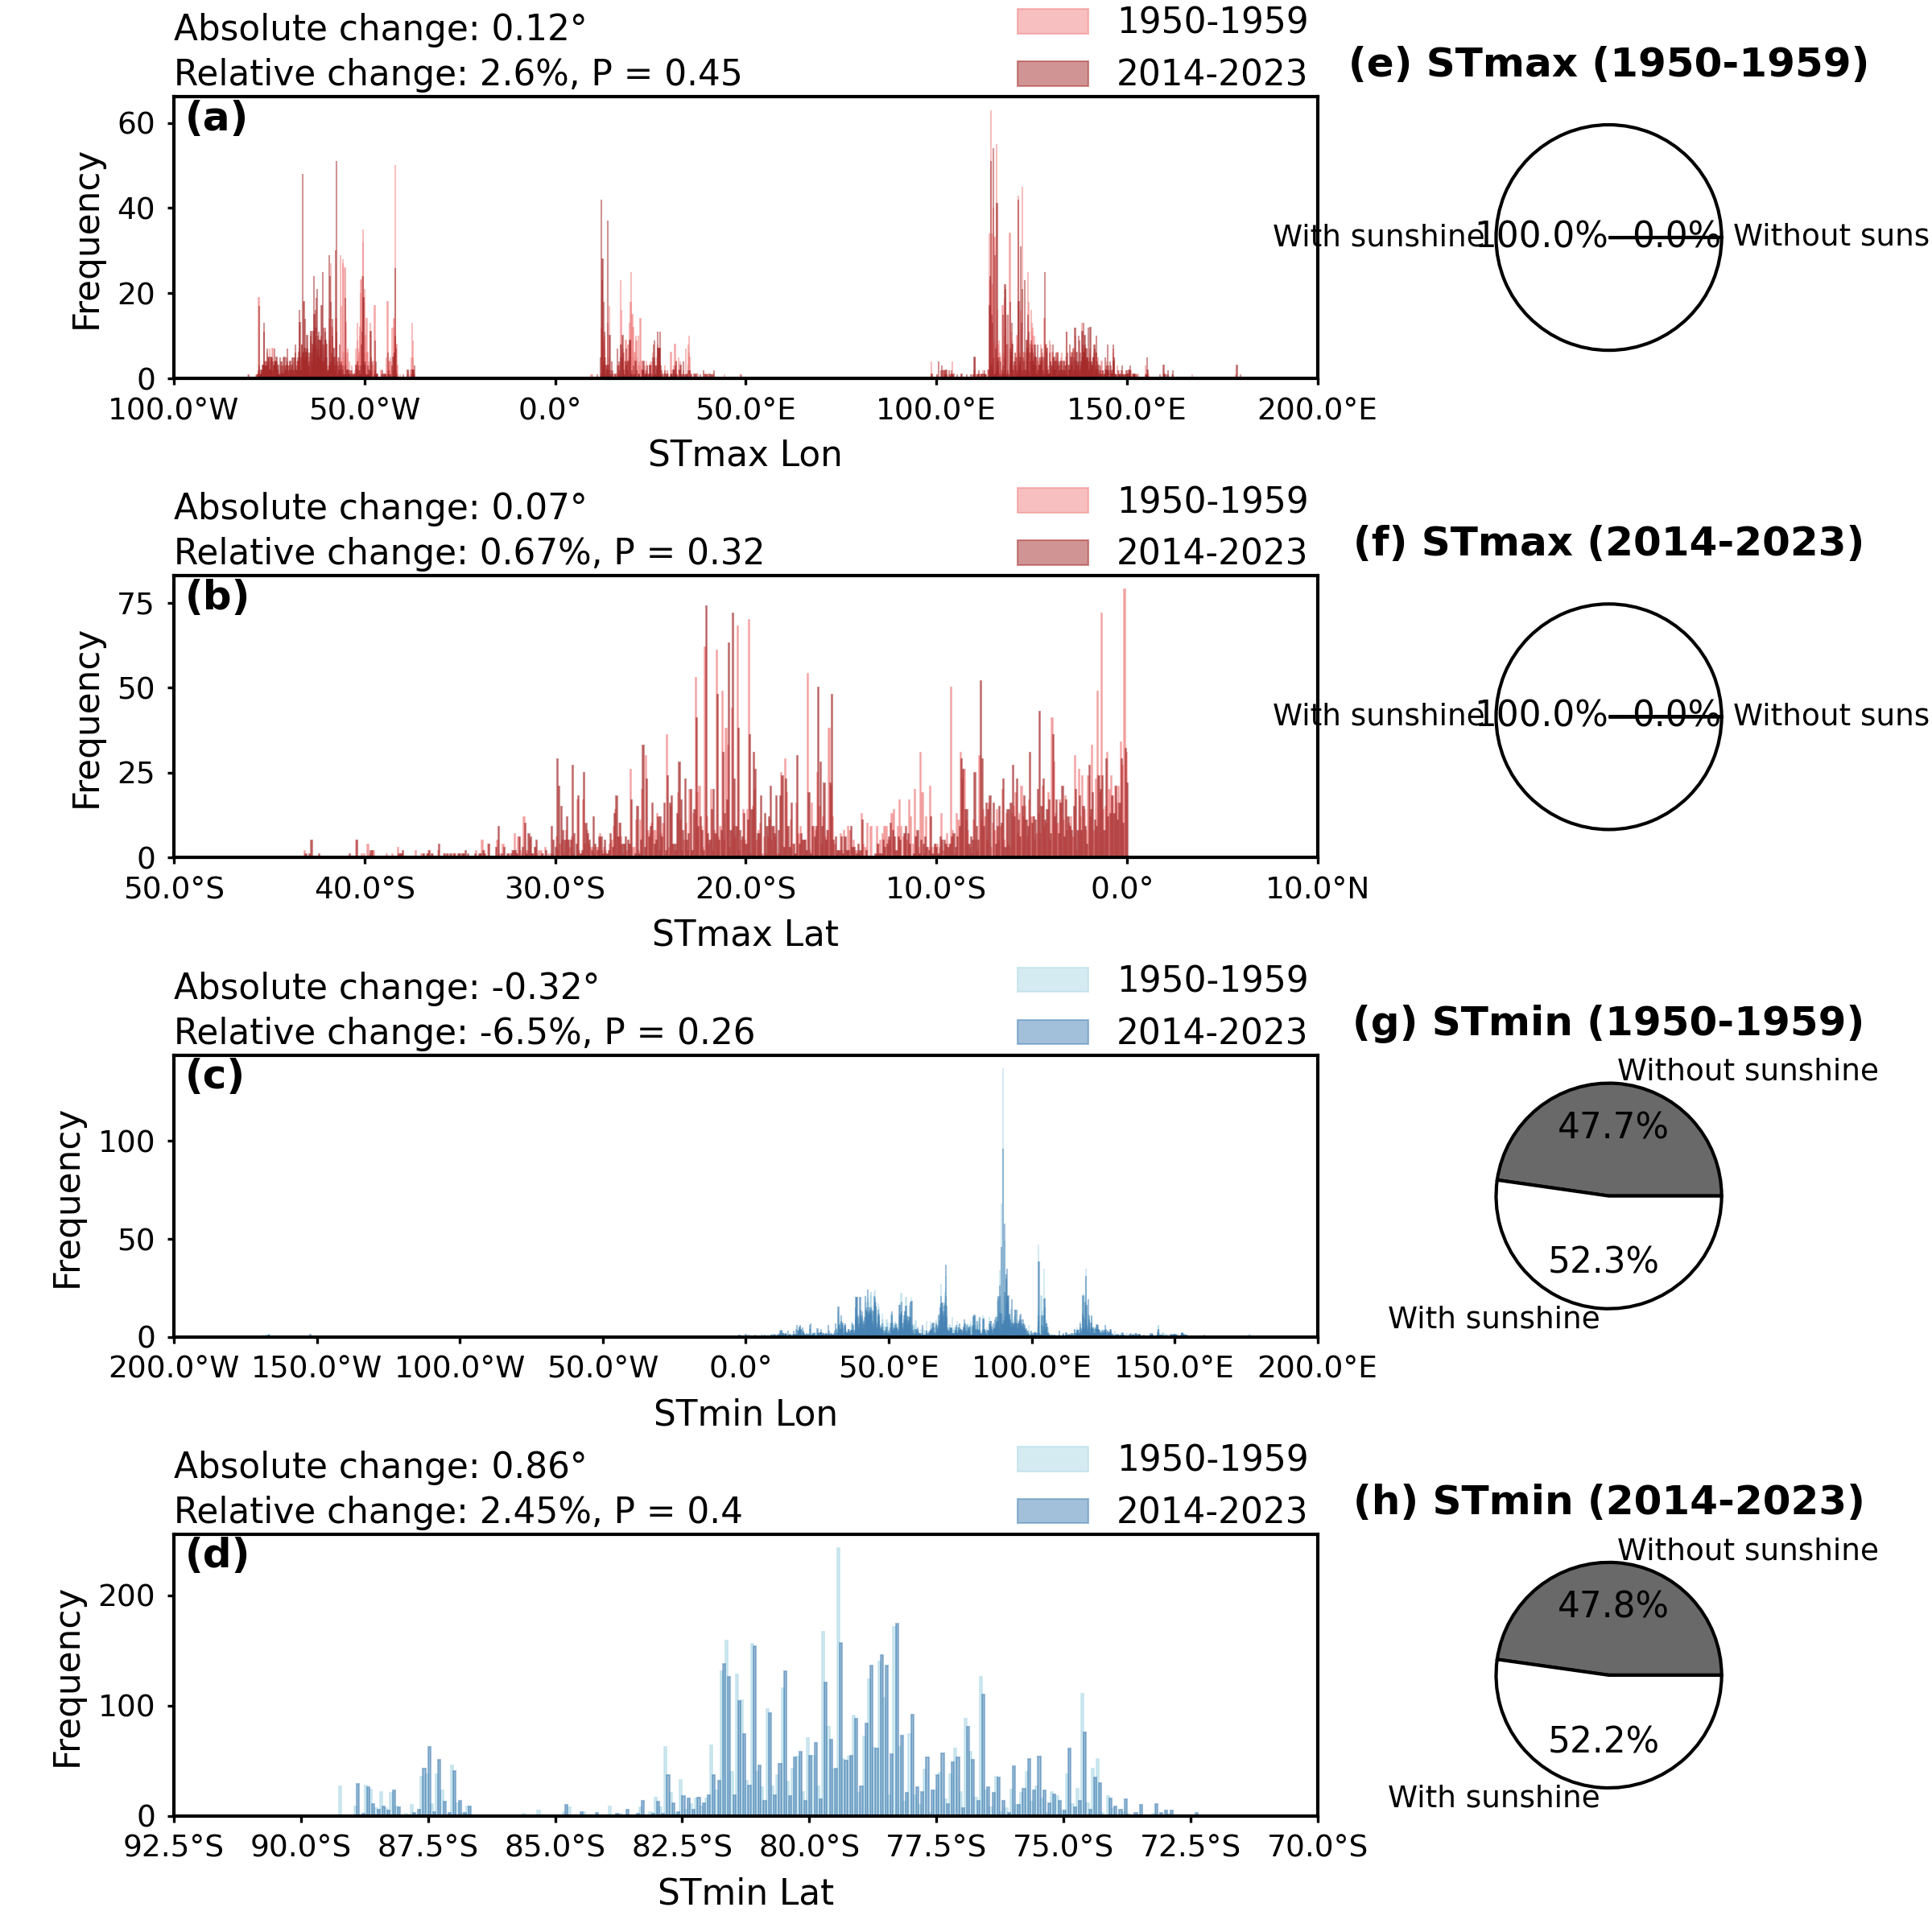 Absolute change: 0.12°
Relative change: 2.6%, P = 0.45
1950-1959
2014-2023
(a)
Frequency
60
40
20
0
100.0°W 50.0°W 0.0° 50.0°E 100.0°E 150.0°E 200.0°E
STmax Lon
(e) STmax (1950-1959)
With sunshine 100.0% 0.0% Without suns
Absolute change: 0.07°
Relative change: 0.67%, P = 0.32
1950-1959
2014-2023
(b)
Frequency
75
50
25
0
50.0°S 40.0°S 30.0°S 20.0°S 10.0°S 0.0° 10.0°N
STmax Lat
(f) STmax (2014-2023)
With sunshine 100.0% 0.0% Without suns
Absolute change: -0.32°
Relative change: -6.5%, P = 0.26
1950-1959
2014-2023
(c)
Frequency
100
50
0
200.0°W 150.0°W 100.0°W 50.0°W 0.0° 50.0°E 100.0°E 150.0°E 200.0°E
STmin Lon
(g) STmin (1950-1959)
Without sunshine
47.7%
52.3%
With sunshine
Absolute change: 0.86°
Relative change: 2.45%, P = 0.4
1950-1959
2014-2023
(d)
Frequency
200
100
0
92.5°S 90.0°S 87.5°S 85.0°S 82.5°S 80.0°S 77.5°S 75.0°S 72.5°S 70.0°S
STmin Lat
(h) STmin (2014-2023)
Without sunshine
47.8%
52.2%
With sunshine